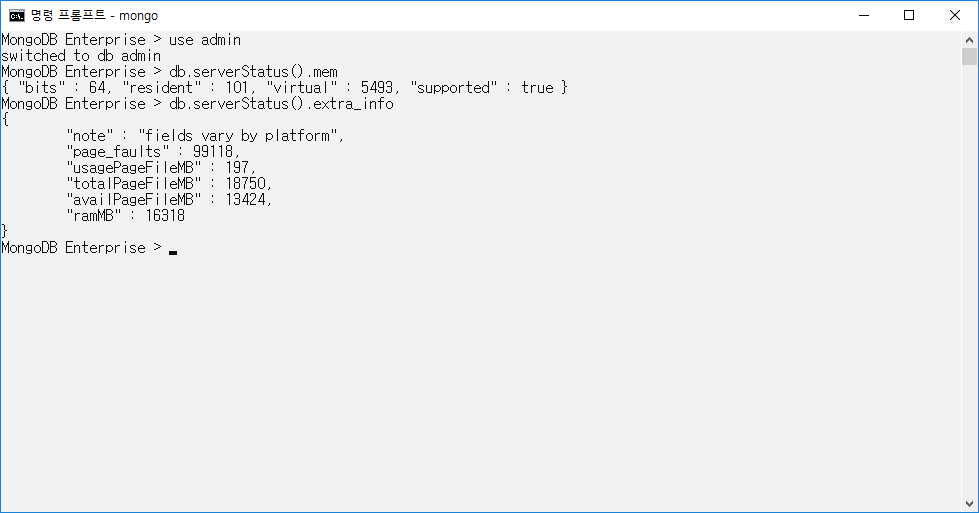 명령 프롬프트 - mongo
MongoDB Enterprise > use admin
switched to db admin
MongoDB Enterprise > db.serverStatus().mem
{ "bits" : 64, "resident" : 101, "virtual" : 5493, "supported" : true }
MongoDB Enterprise > db.serverStatus().extra_info
{
        "note" : "fields vary by platform",
        "page_faults" : 99118,
        "usagePageFileMB" : 197,
        "totalPageFileMB" : 18750,
        "availPageFileMB" : 13424,
        "ramMB" : 16318
}
MongoDB Enterprise >